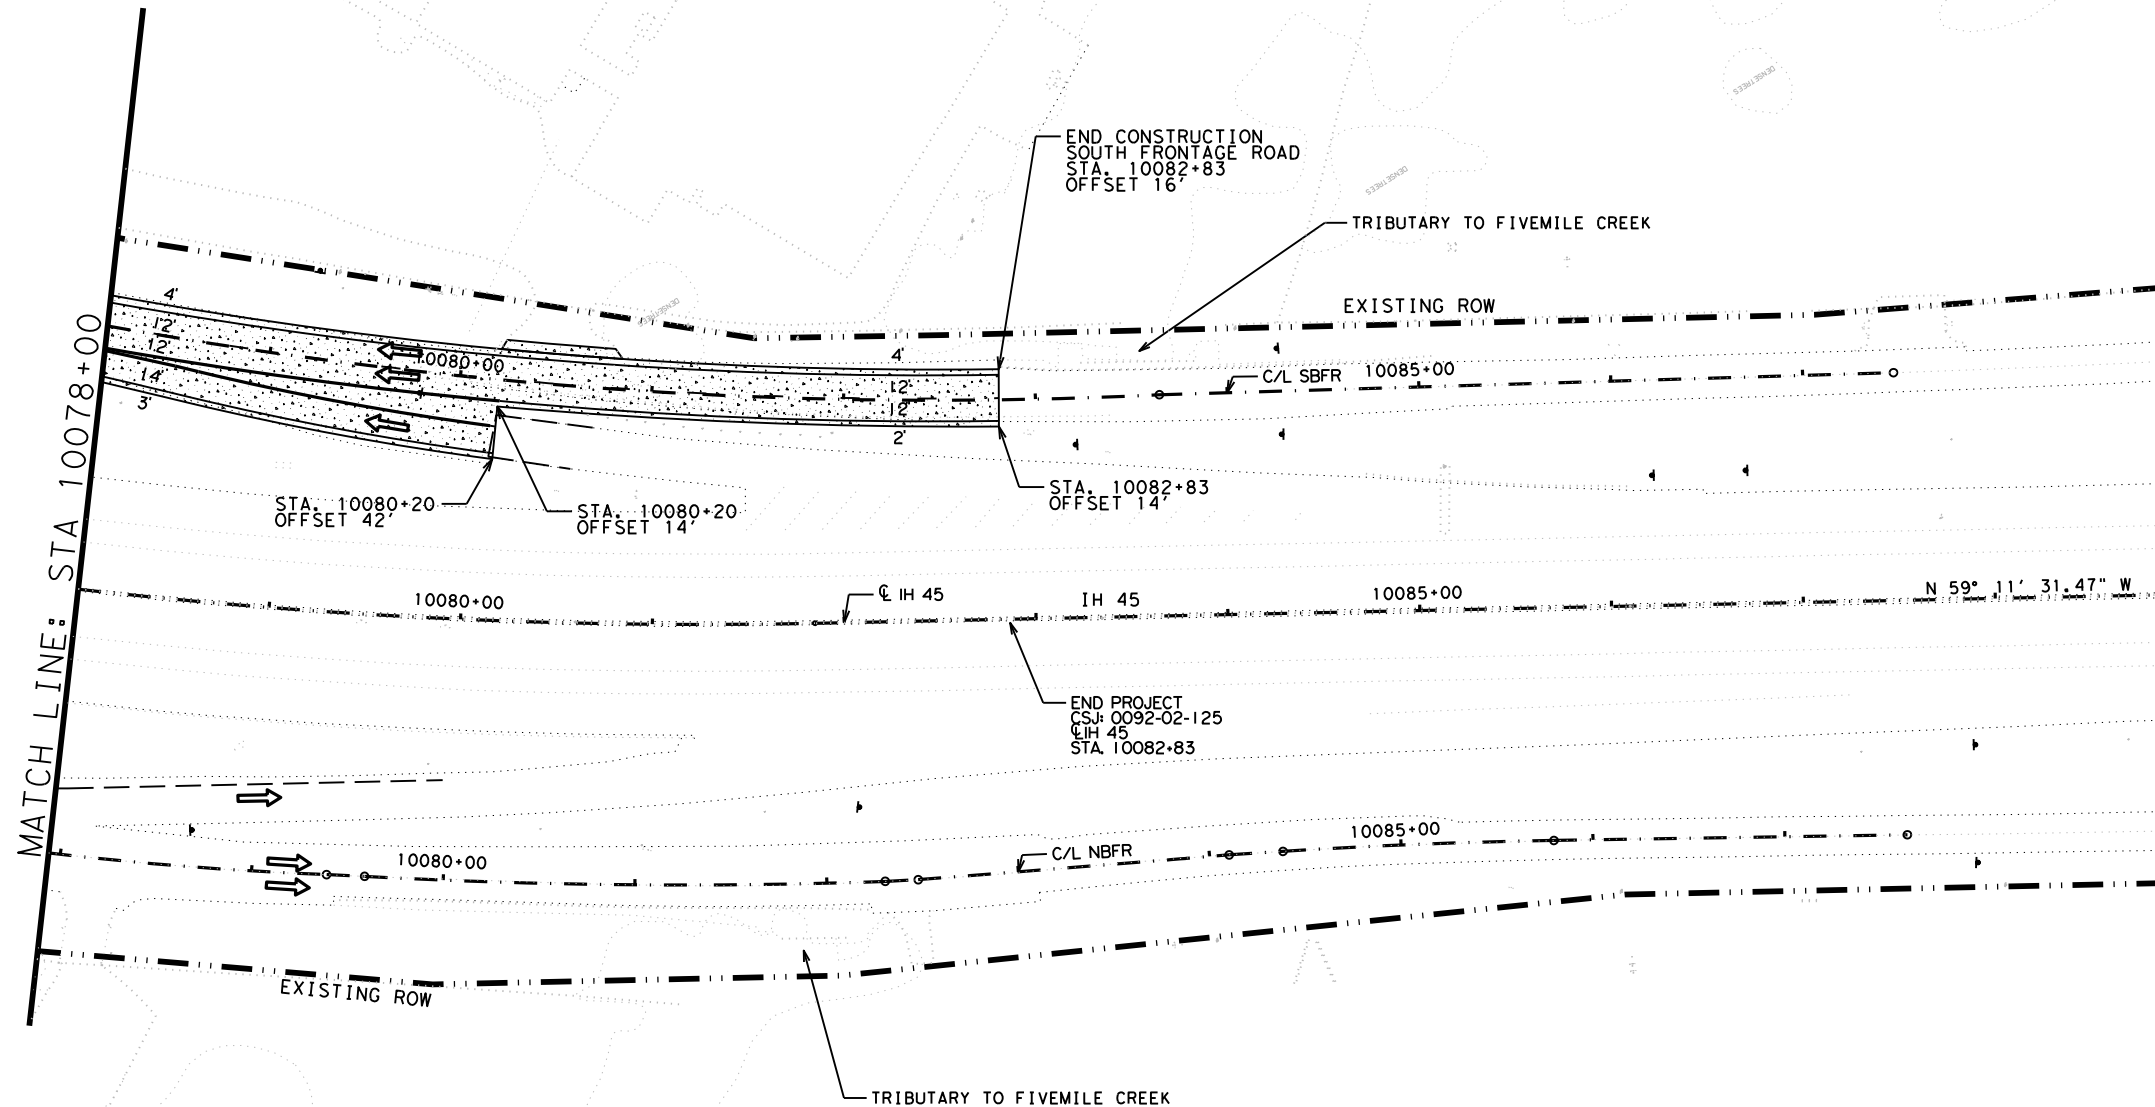 DENSETREES
END CONSTRUCTION
SOUTH FRONTAGE ROAD
STA. 10082+83
OFFSET 16'
DENSETREES
TRIBUTARY TO FIVEMILE CREEK
EXISTING ROW
DENSETREES
4'
12'
12'
14'
3'
10080+00
4'
12'
12'
2'
C/L SBFR
10085+00
STA. 10080+20
OFFSET 42'
STA. 10080+20
OFFSET 14'
STA. 10082+83
OFFSET 14'
MATCH LINE: STA 10078+00
10080+00
℄ IH 45
IH 45
10085+00
N 59° 11' 31.47" W
END PROJECT
CSJ: 0092-02-125
℄ IH 45
STA. 10082+83
10080+00
C/L NBFR
10085+00
EXISTING ROW
TRIBUTARY TO FIVEMILE CREEK